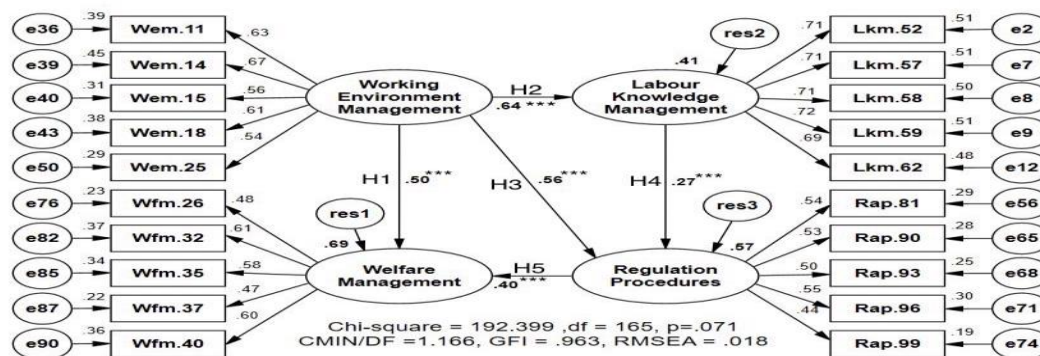 .39 .51
e36 Wem.11 .63 res2 .71 Lkm.52 e2
.45 .41 .51
e39 Wem.14 .67 .71 Lkm.57 e7
.31 Working Labour .50
e40 Wem.15 .56 Environment H2 Knowledge .71 Lkm.58 e8
.38 .61 Management .64 *** Management .72 .51
e43 Wem.18 Lkm.59 e9
.29 .54 .69 .48
e50 Wem.25 Lkm.62 e12
H1 .50*** H3 .56*** H4 .27***
.23 .29
e76 Wfm.26 .48 res1 res3 .54 Rap.81 e56
.37 .61 .69 .57 .53 .28
e82 Wfm.32 Rap.90 e65
.34 .58 Welfare H5 Regulation .50 .25
e85 Wfm.35 Management .40*** Procedures Rap.93 e68
.22 .47 .55 .30
e87 Wfm.37 Rap.96 e71
.36 .60 Chi-square = 192.399 ,df = 165, p=.071 .44 .19
e90 Wfm.40 CMIN/DF =1.166, GFI = .963, RMSEA = .018 Rap.99 e74